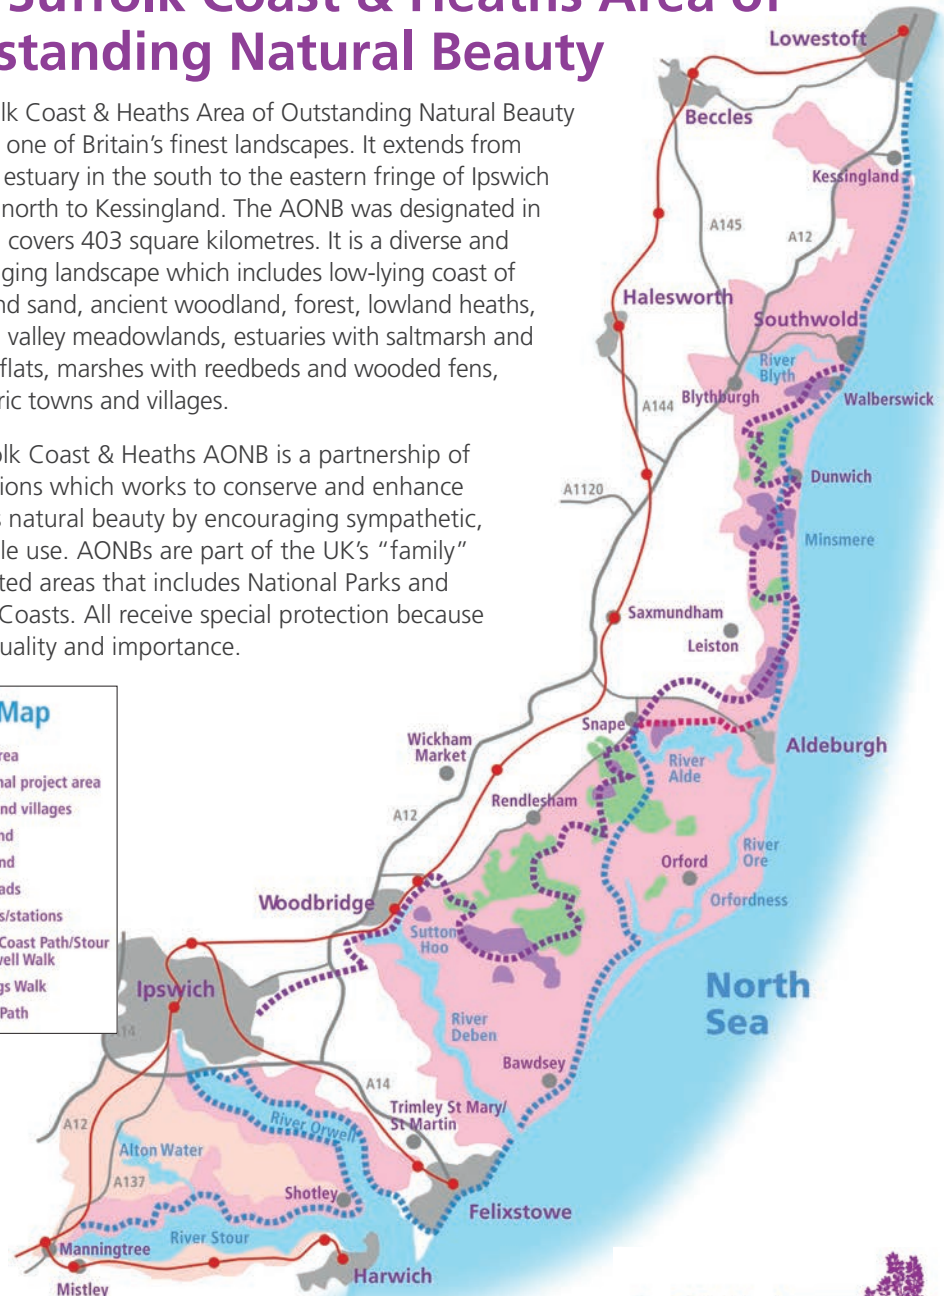 Suffolk Coast & Heaths Area of
standing Natural Beauty
lk Coast & Heaths Area of Outstanding Natural Beauty
one of Britain's finest landscapes. It extends from
estuary in the south to the eastern fringe of Ipswich
north to Kessingland. The AONB was designated in
covers 403 square kilometres. It is a diverse and
ging landscape which includes low-lying coast of
nd sand, ancient woodland, forest, lowland heaths,
valley meadowlands, estuaries with saltmarsh and
flats, marshes with reedbeds and wooded fens,
ric towns and villages.
olk Coast & Heaths AONB is a partnership of
tions which works to conserve and enhance
s natural beauty by encouraging sympathetic,
le use. AONBs are part of the UK's "family"
ted areas that includes National Parks and
Coasts. All receive special protection because
uality and importance.
Map
rea
nal project area
nd villages
nd
nd
ads
s/stations
Coast Path/Stour
vell Walk
gs Walk
Path
Lowestoft
Beccles
Kessingland
A145
A12
Halesworth
Southwold
River
Blyth
Blythburgh
Walberswick
A144
Dunwich
A1120
Minsmere
Saxmundham
Leiston
Snape
Aldeburgh
Wickham
Market
River
Alde
Rendlesham
A12
River
Ore
Orford
Orfordness
Woodbridge
Sutton
Hoo
Ipswich
North
Sea
14
River
Deben
Bawdsey
A14
Trimley St Mary/
St Martin
River Orwell
A12
Alton Water
A137
Shotley
Felixstowe
River Stour
Manningtree
Harwich
Mistley